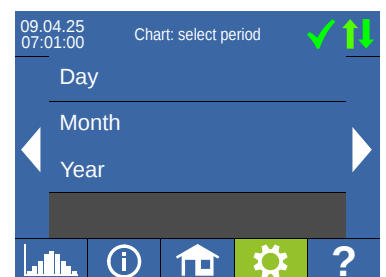 09.04.25
07:01:00
Chart: select period
Day
Month
Year
?